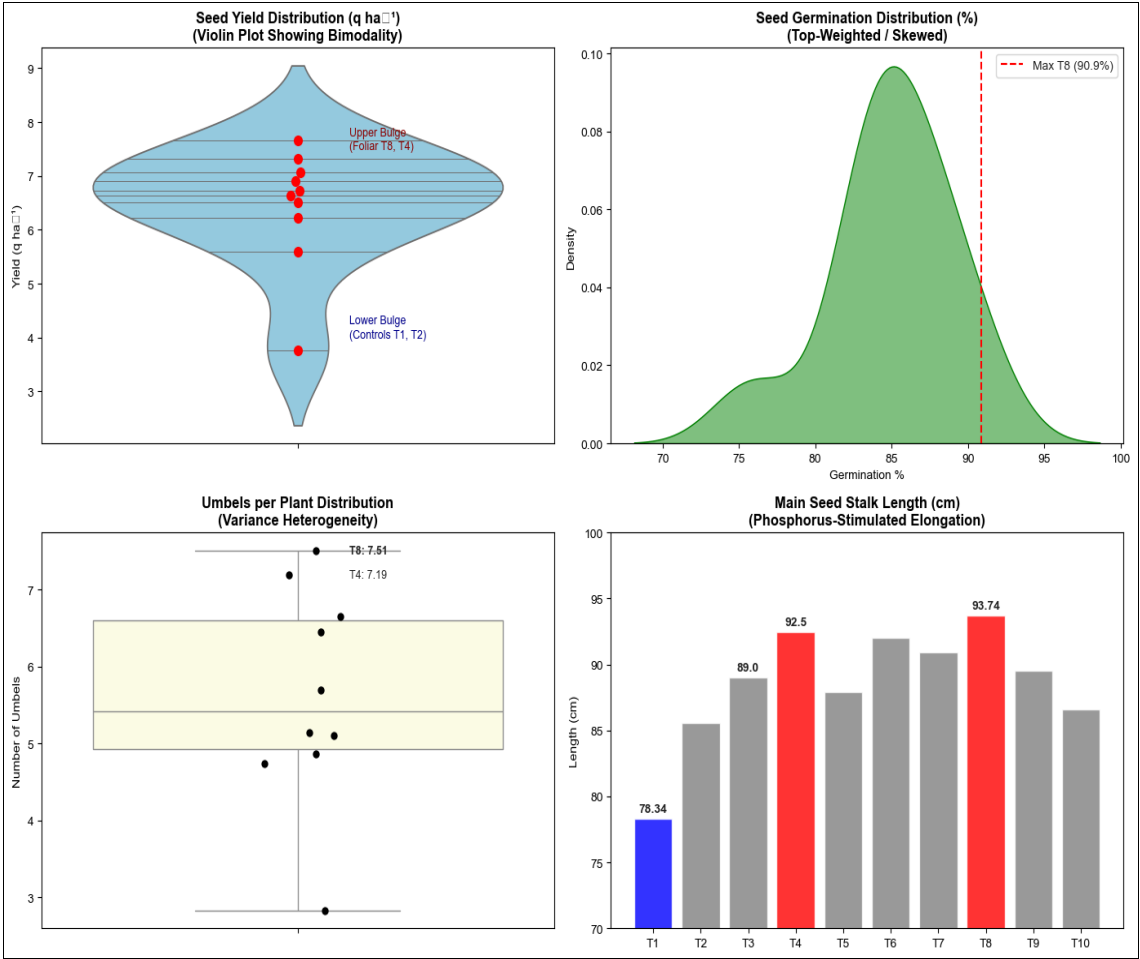 Seed Yield Distribution (q ha□¹)
(Violin Plot Showing Bimodality)
9
8
7
6
5
4
3
Yield (q ha□¹)
Upper Bulge
(Foliar T8, T4)
Lower Bulge
(Controls T1, T2)
Seed Germination Distribution (%)
(Top-Weighted / Skewed)
Max T8 (90.9%)
0.10
0.08
0.06
0.04
0.02
0.00
Density
70 75 80 85 90 95 100
Germination %
Umbels per Plant Distribution
(Variance Heterogeneity)
7
6
5
4
3
Number of Umbels
T8: 7.51
T4: 7.19
Main Seed Stalk Length (cm)
(Phosphorus-Stimulated Elongation)
100
95
90
85
80
75
70
Length (cm)
78.34
89.0
92.5
93.74
T1 T2 T3 T4 T5 T6 T7 T8 T9 T10